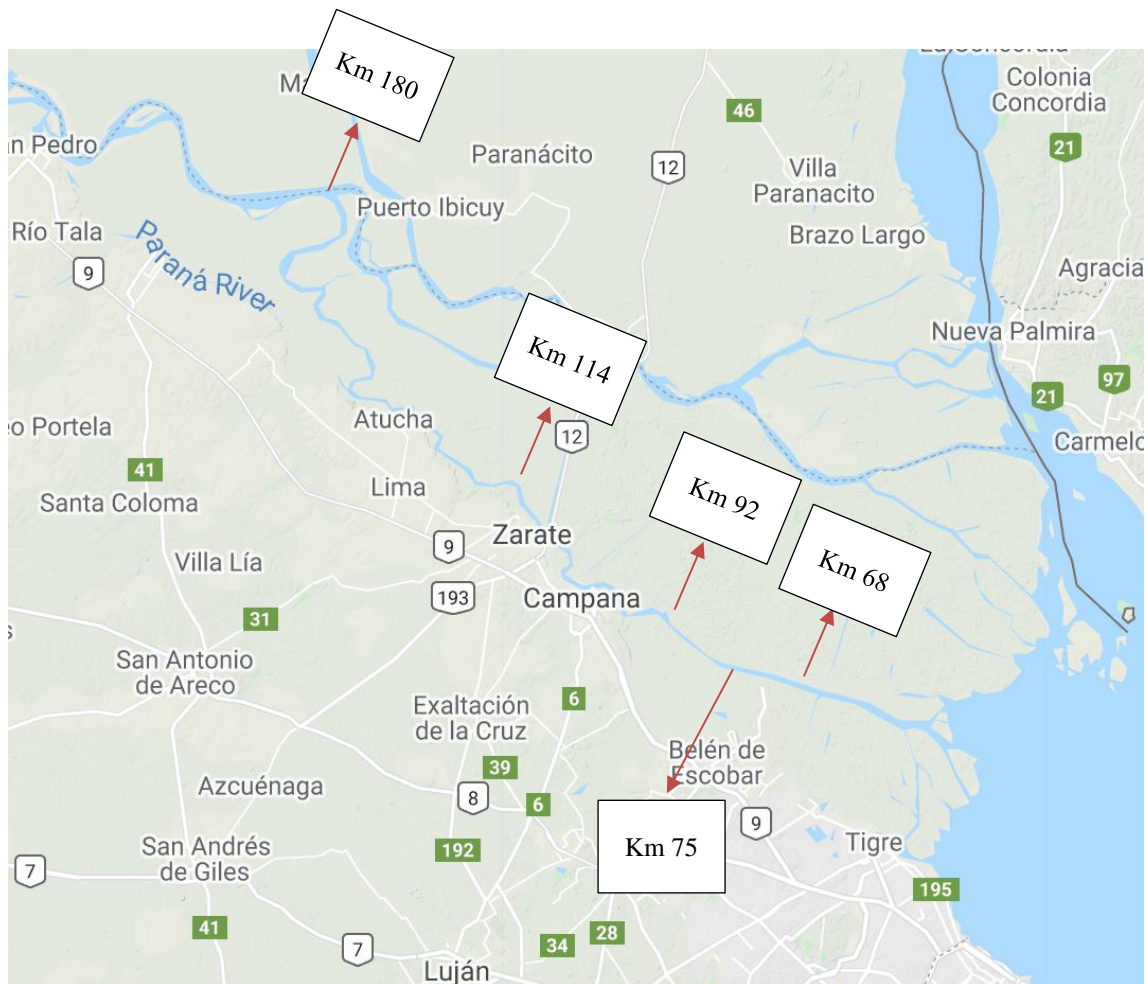 La Concordia
Km 180
Ma
Colonia
Concordia
46
21
an Pedro
Paranácito
12
Villa
Paranacito
Puerto Ibicuy
Río Tala
Brazo Largo
Paraná River
9
Agracia
Nueva Palmira
Km 114
97
21
Atucha
12
eo Portela
Carmelo
41
Lima
Km 92
Santa Coloma
Zarate
9
Km 68
Villa Lía
193
Campana
31
s
San Antonio
de Areco
6
Exaltación
de la Cruz
Belén de
Escobar
39
Azcuénaga
8
6
9
Km 75
192
Tigre
San Andrés
de Giles
7
195
41
28
34
7
Luján